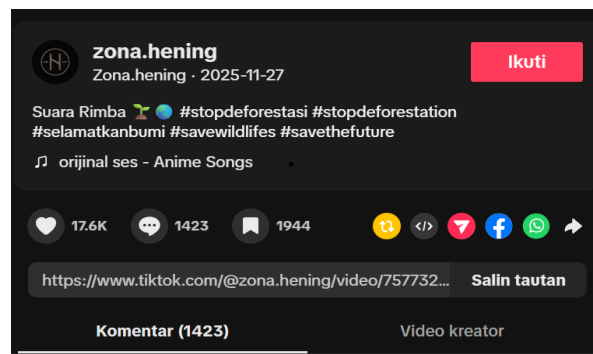 -N-
zona.hening
Zona.hening · 2025-11-27
Ikuti
Suara Rimba 🌱 🌏 #stopdeforestasi #stopdeforestation
#selamatkanbumi #savewildlifes #savethefuture
♫ orijinal ses - Anime Songs
17.6K 1423 1944 </>
https://www.tiktok.com/@zona.hening/video/757732... Salin tautan
Komentar (1423) Video kreator